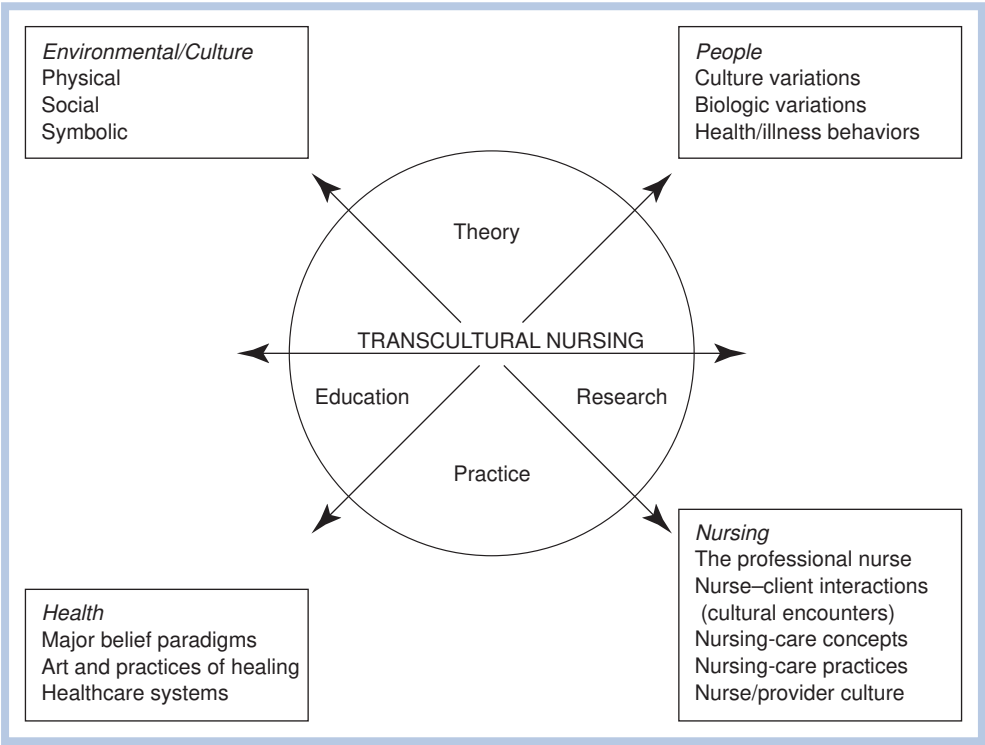 Environmental/Culture
Physical
Social
Symbolic
People
Culture variations
Biologic variations
Health/illness behaviors
Theory
TRANSCULTURAL NURSING
Education
Research
Practice
Health
Major belief paradigms
Art and practices of healing
Healthcare systems
Nursing
The professional nurse
Nurse–client interactions
(cultural encounters)
Nursing-care concepts
Nursing-care practices
Nurse/provider culture